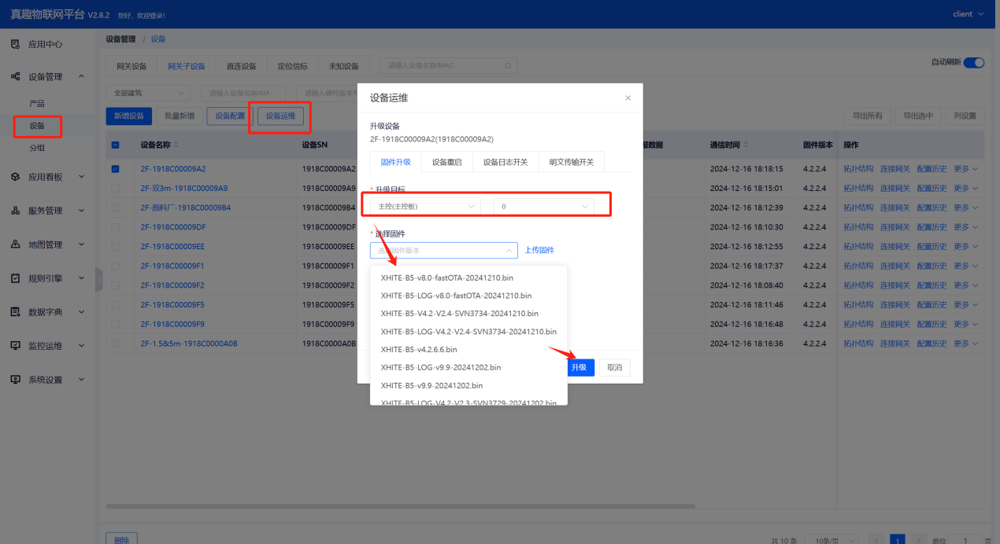 真趣物联网平台 V2.8.2 您好，欢迎登录!
client
应用中心
设备管理
产品
设备
分组
应用看板
服务管理
地图管理
规则引擎
数据字典
监控运维
系统设置
设备管理 / 设备
网关设备 网关子设备 直连设备 定位信标 未知设备 请输入设备名称/MAC
自动刷新
全部建筑 请输入设备名称/MA 请输入硬件版本
新增设备 批量新增 设备配置 设备运维
导出所有 导出选中 列设置
设备名称 设备SN 报数据 通信时间 固件版本 操作
2F-1918C00009A2 1918C00009A2 2024-12-16 18:18:15 4.2.2.4 拓扑结构 连接网关 配置历史 更多
2F-双3m-1918C00009A9 1918C00009A9 2024-12-16 18:15:01 4.2.2.4 拓扑结构 连接网关 配置历史 更多
2F-颜料厂-1918C00009B4 1918C00009B4 2024-12-16 18:12:39 4.2.2.4 拓扑结构 连接网关 配置历史 更多
2F-1918C00009DF 1918C00009DF 2024-12-16 18:10:30 4.2.2.4 拓扑结构 连接网关 配置历史 更多
2F-1918C00009EE 1918C00009EE 2024-12-16 18:12:55 4.2.2.4 拓扑结构 连接网关 配置历史 更多
2F-1918C00009F1 1918C00009F1 2024-12-16 18:17:37 4.2.2.4 拓扑结构 连接网关 配置历史 更多
2F-1918C00009F2 1918C00009F2 2024-12-16 18:08:40 4.2.2.4 拓扑结构 连接网关 配置历史 更多
2F-1918C00009F5 1918C00009F5 2024-12-16 18:11:46 4.2.2.4 拓扑结构 连接网关 配置历史 更多
2F-1918C00009F9 1918C00009F9 2024-12-16 18:16:48 4.2.2.4 拓扑结构 连接网关 配置历史 更多
2F-1.5&5m-1918C0000A0B 1918C0000A0B 2024-12-16 18:16:36 4.2.2.4 拓扑结构 连接网关 配置历史 更多
设备运维
升级设备
2F-1918C00009A2(1918C00009A2)
固件升级 设备重启 设备日志开关 明文传输开关
* 升级目标
主控(主控板) 0
* 选择固件
选择固件版本 上传固件
XHITE-B5-v8.0-fastOTA-20241210.bin
XHITE-B5-LOG-v8.0-fastOTA-20241210.bin
XHITE-B5-V4.2-V2.4-SVN3734-20241210.bin
XHITE-B5-LOG-V4.2-V2.4-SVN3734-20241210.bin
XHITE-B5-v4.2.6.6.bin
XHITE-B5-LOG-v9.9-20241202.bin
XHITE-B5-v9.9-20241202.bin
XHITE-B5-LOG-V4.2-V2.3-SVN3729-20241202.bin
升级 取消
删除
共 10 条 10条/页 1 前往 1 页